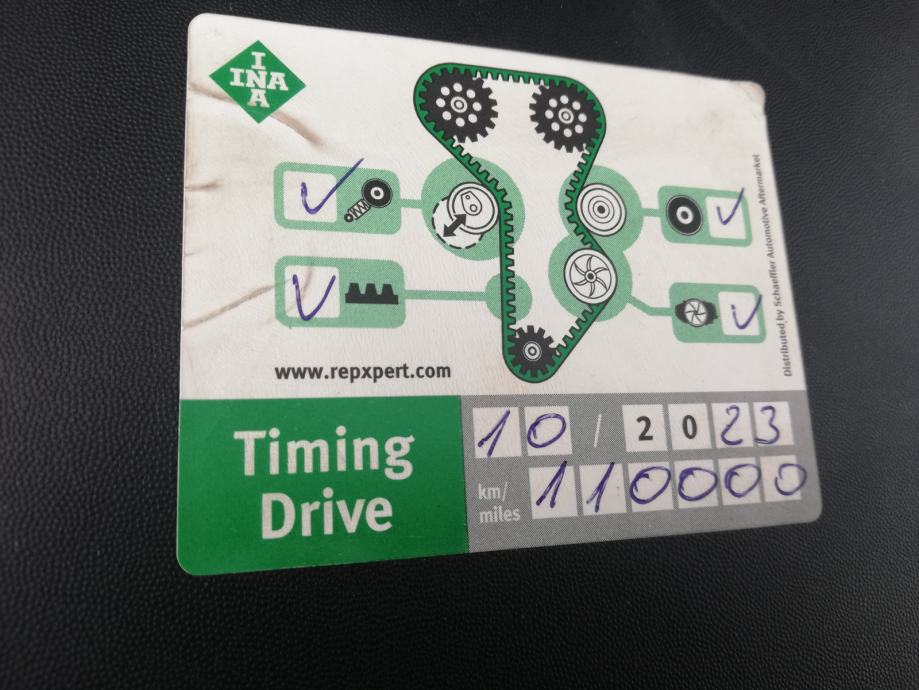 I
INA
A
www.repxpert.com
Distributed by Schaeffler Automotive Aftermarket
Timing
Drive
10 / 2023
km/
miles
110000